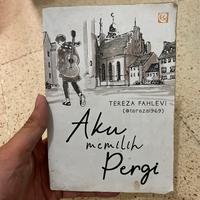 TEREZA FAHLEVI
(@tereza1969)
Aku
memilih
Pergi